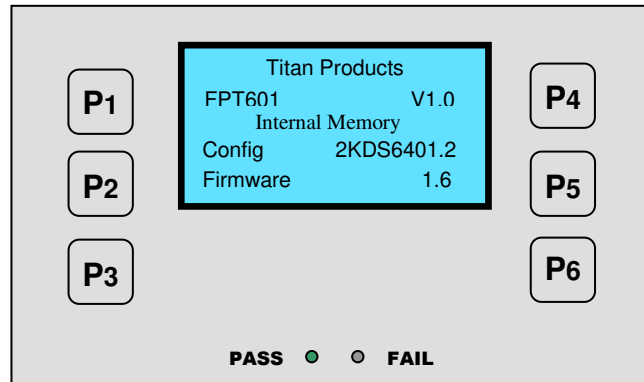 Titan Products
FPT601 V1.0
Internal Memory
Config 2KDS6401.2
Firmware 1.6
P1
P2
P3
P4
P5
P6
PASS FAIL